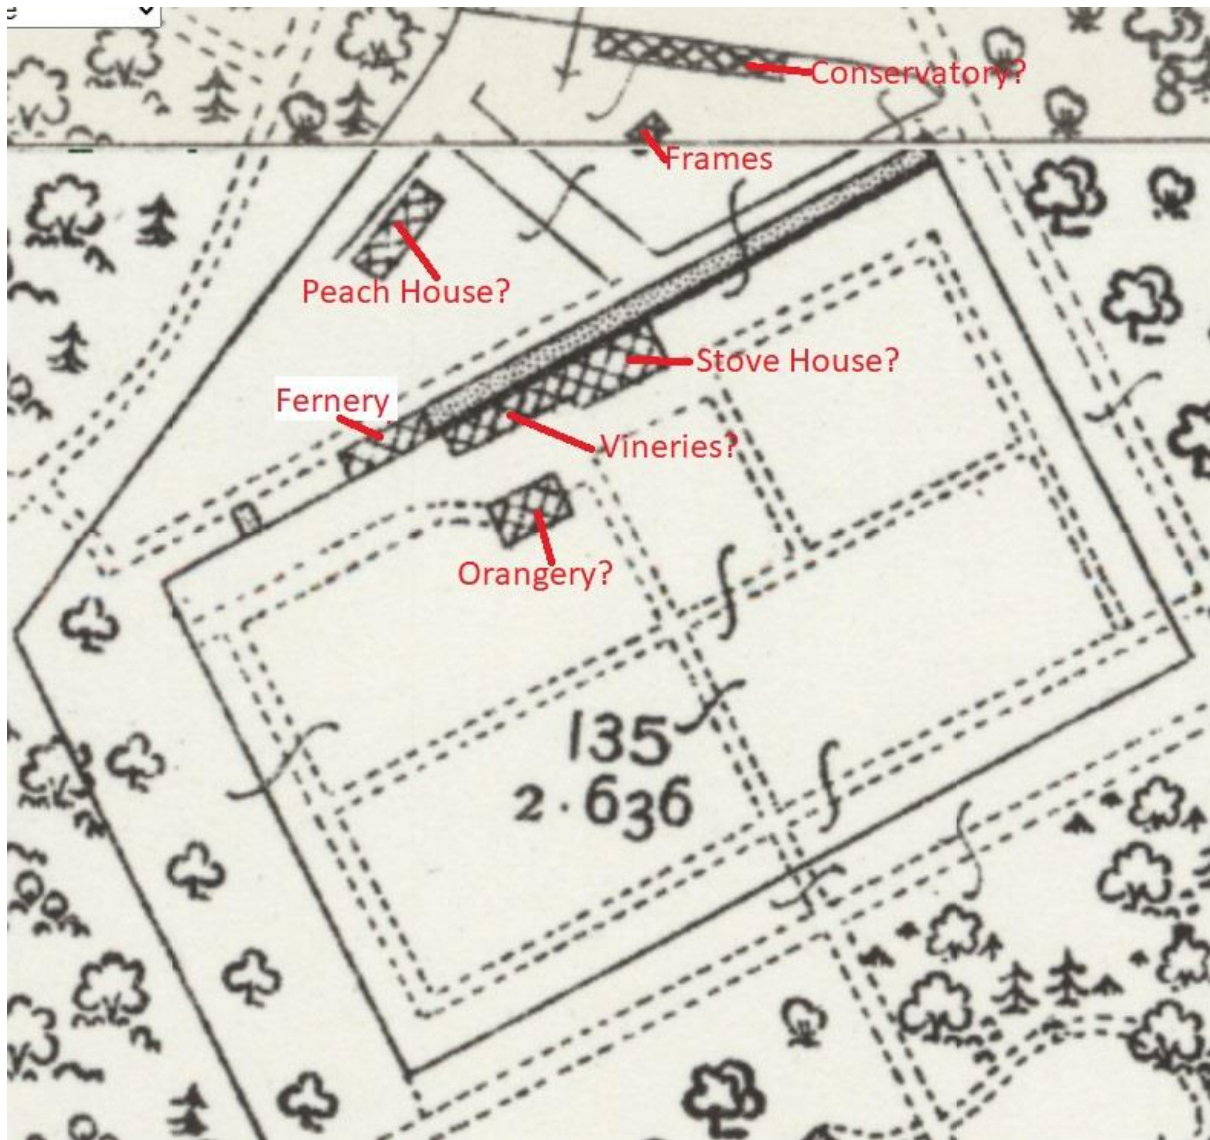 e
Conservatory?
Frames
Peach House?
Stove House?
Fernery
Vineries?
Orangery?
135
2.636